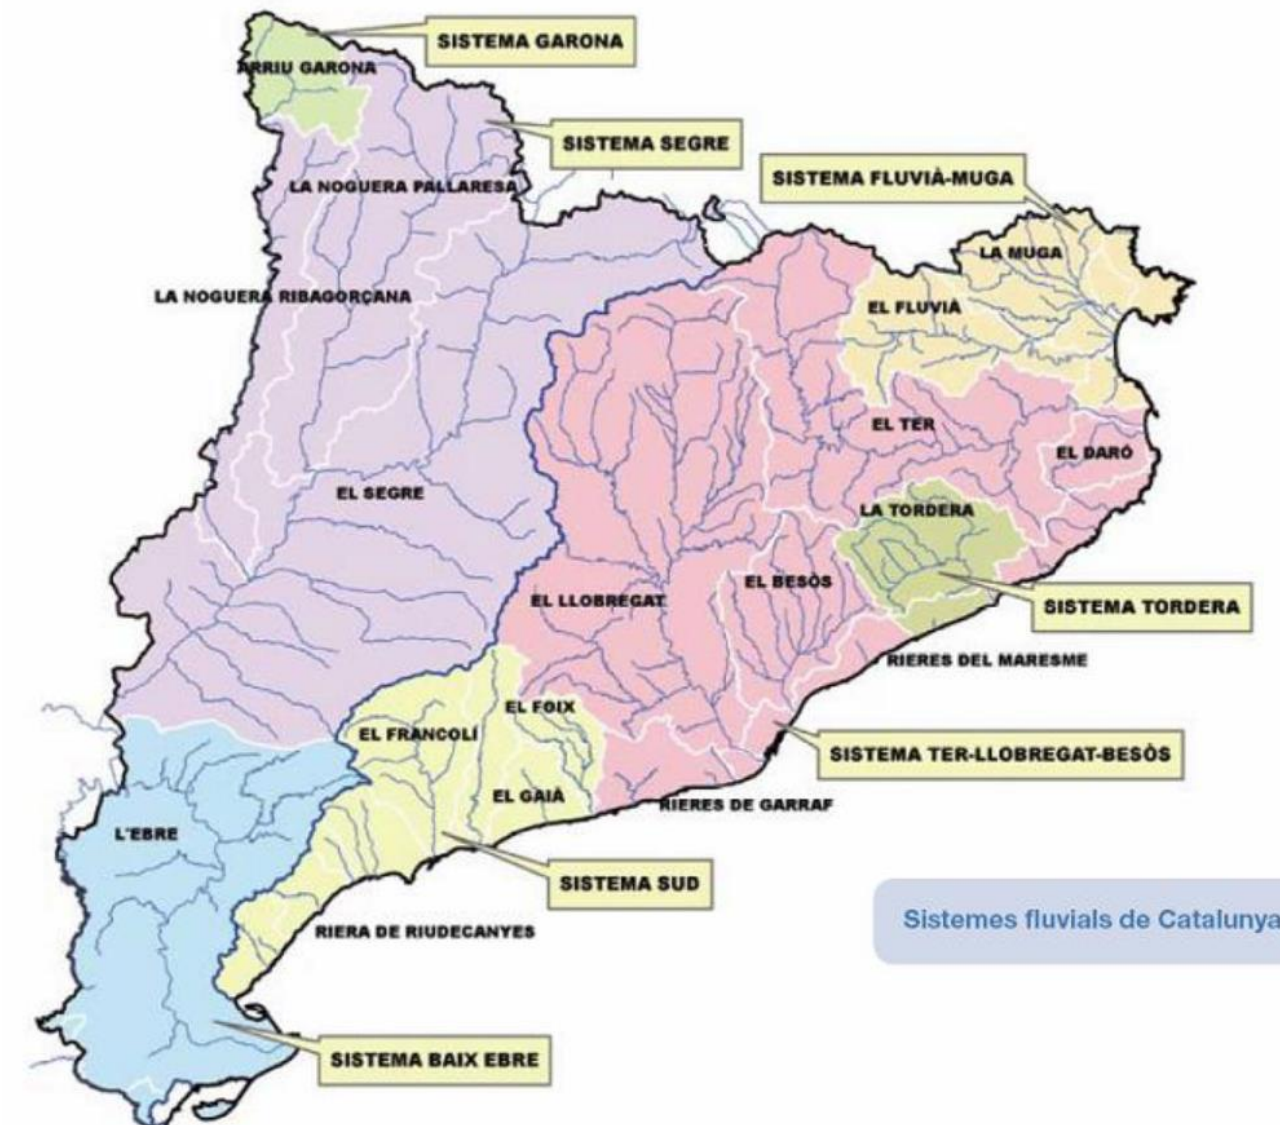 SISTEMA GARONA
ARRIU GARONA
SISTEMA SEGRE
SISTEMA FLUVIÀ-MUGA
LA NOGUERA PALLARESA
LA MUGA
LA NOGUERA RIBAGORÇANA
EL FLUVIÀ
EL TER
EL DARÓ
EL SEGRE
LA TORDERA
EL BESÒS
EL LLOBREGAT
SISTEMA TORDERA
RIERES DEL MARESME
EL FOIX
EL FRANCOLÍ
SISTEMA TER-LLOBREGAT-BESÒS
EL GAIÀ
RIERES DE GARRAF
L'EBRE
SISTEMA SUD
Sistemes fluvials de Catalunya
RIERA DE RIUDECANYES
SISTEMA BAIX EBRE